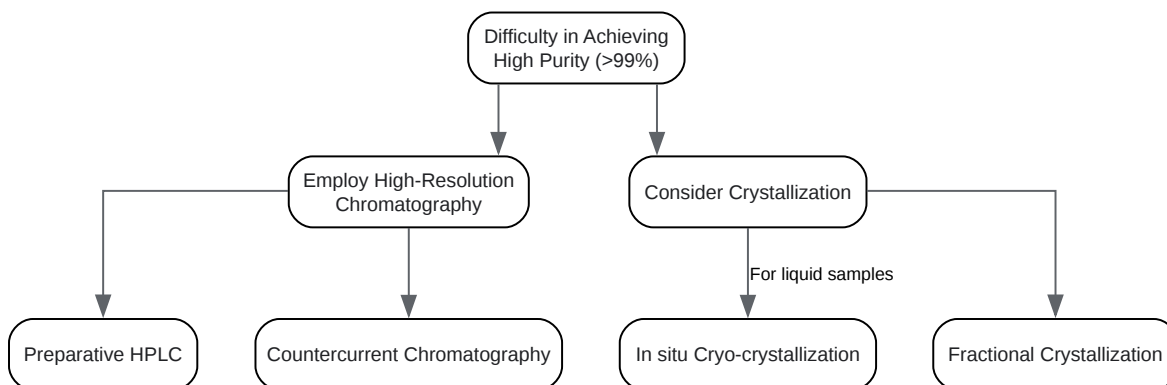 Difficulty in Achieving
High Purity (>99%)
Employ High-Resolution
Chromatography
Consider Crystallization
For liquid samples
Preparative HPLC
Countercurrent Chromatography
In situ Cryo-crystallization
Fractional Crystallization